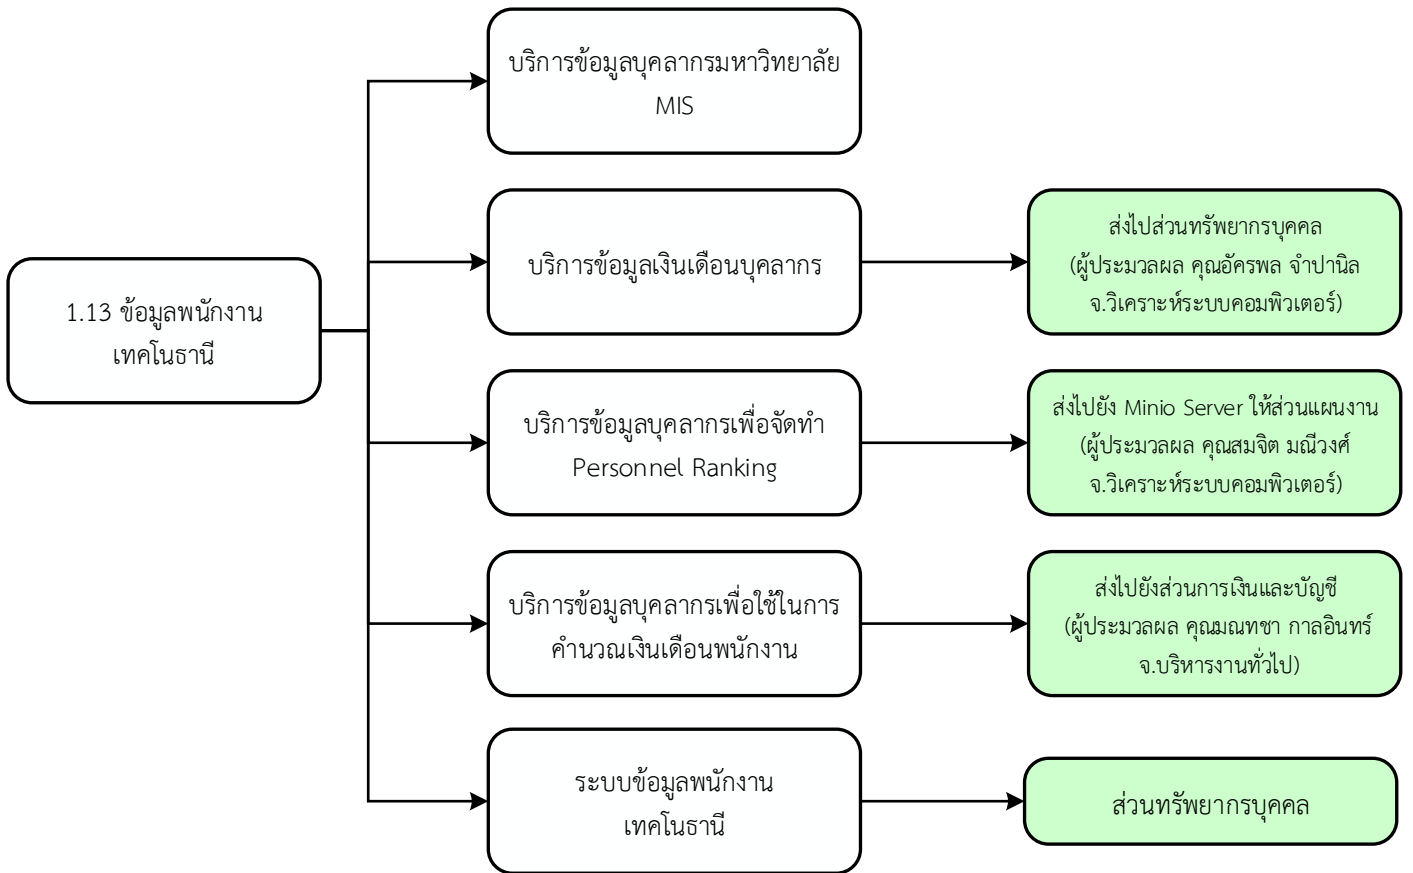 บริการข้อมูลบุคลากรมหาวิทยาลัย
MIS
บริการข้อมูลเงินเดือนบุคลากร
ส่งไปส่วนทรัพยากรบุคคล
(ผู้ประมวลผล คุณอัครพล จำปานิล
จ.วิเคราะห์ระบบคอมพิวเตอร์)
1.13 ข้อมูลพนักงาน
เทคโนธานี
บริการข้อมูลบุคลากรเพื่อจัดทำ
Personnel Ranking
ส่งไปยัง Minio Server ให้ส่วนแผนงาน
(ผู้ประมวลผล คุณสมจิต มณีวงศ์
จ.วิเคราะห์ระบบคอมพิวเตอร์)
บริการข้อมูลบุคลากรเพื่อใช้ในการ
คำนวณเงินเดือนพนักงาน
ส่งไปยังส่วนการเงินและบัญชี
(ผู้ประมวลผล คุณมณทชา กาลอินทร์
จ.บริหารงานทั่วไป)
ระบบข้อมูลพนักงาน
เทคโนธานี
ส่วนทรัพยากรบุคคล